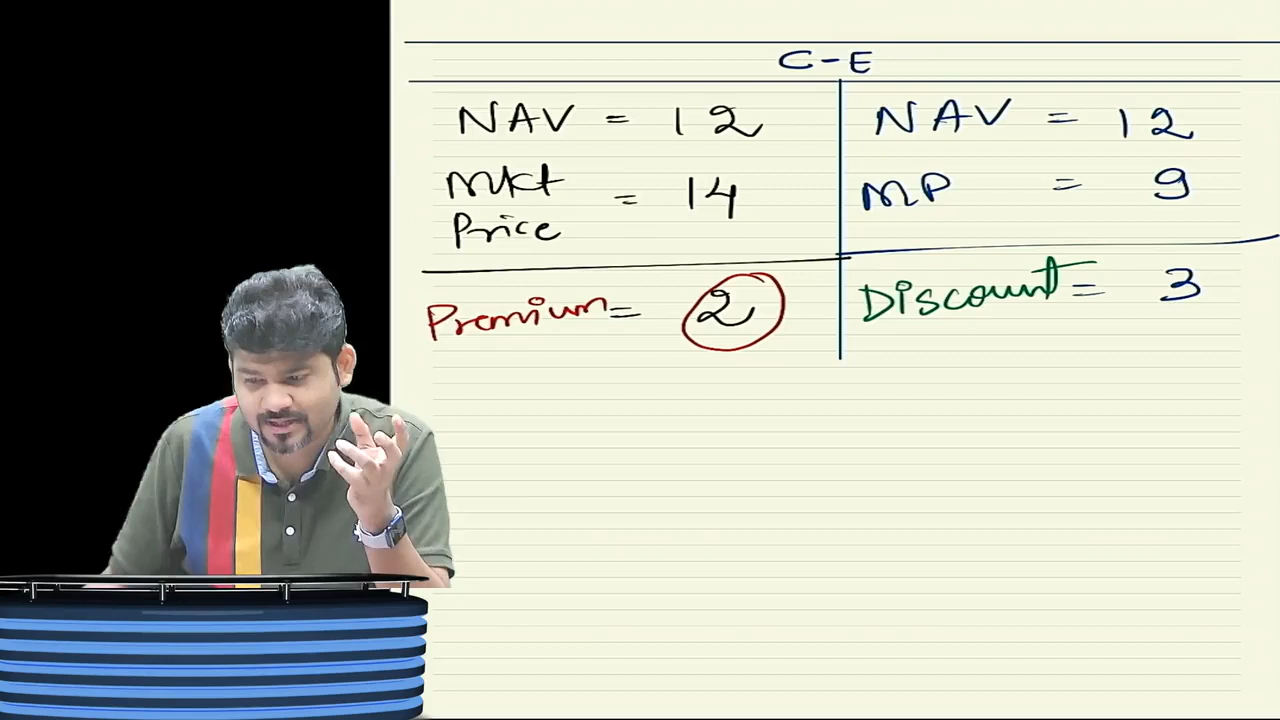 C-E
NAV = 12
Mkt Price = 14
Premium = 2
NAV = 12
MP = 9
Discount = 3